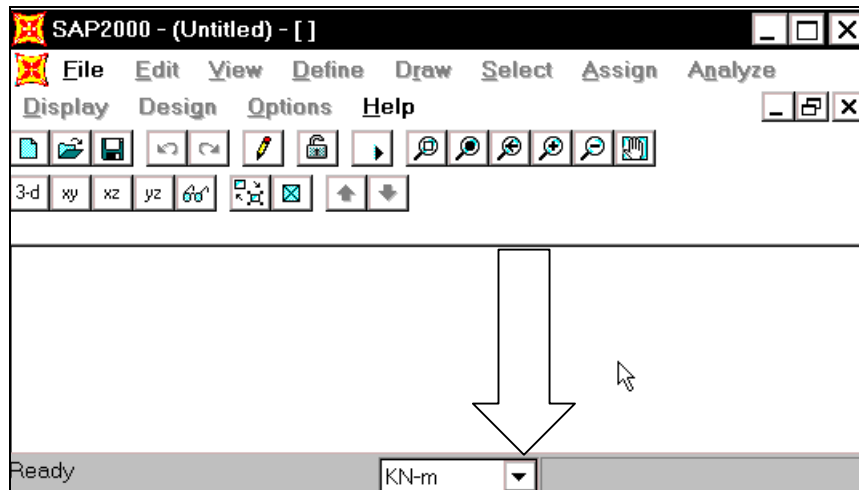 SAP2000 - (Untitled) - [ ]
File Edit View Define Draw Select Assign Analyze
Display Design Options Help
3-d xy xz yz
Ready KN-m